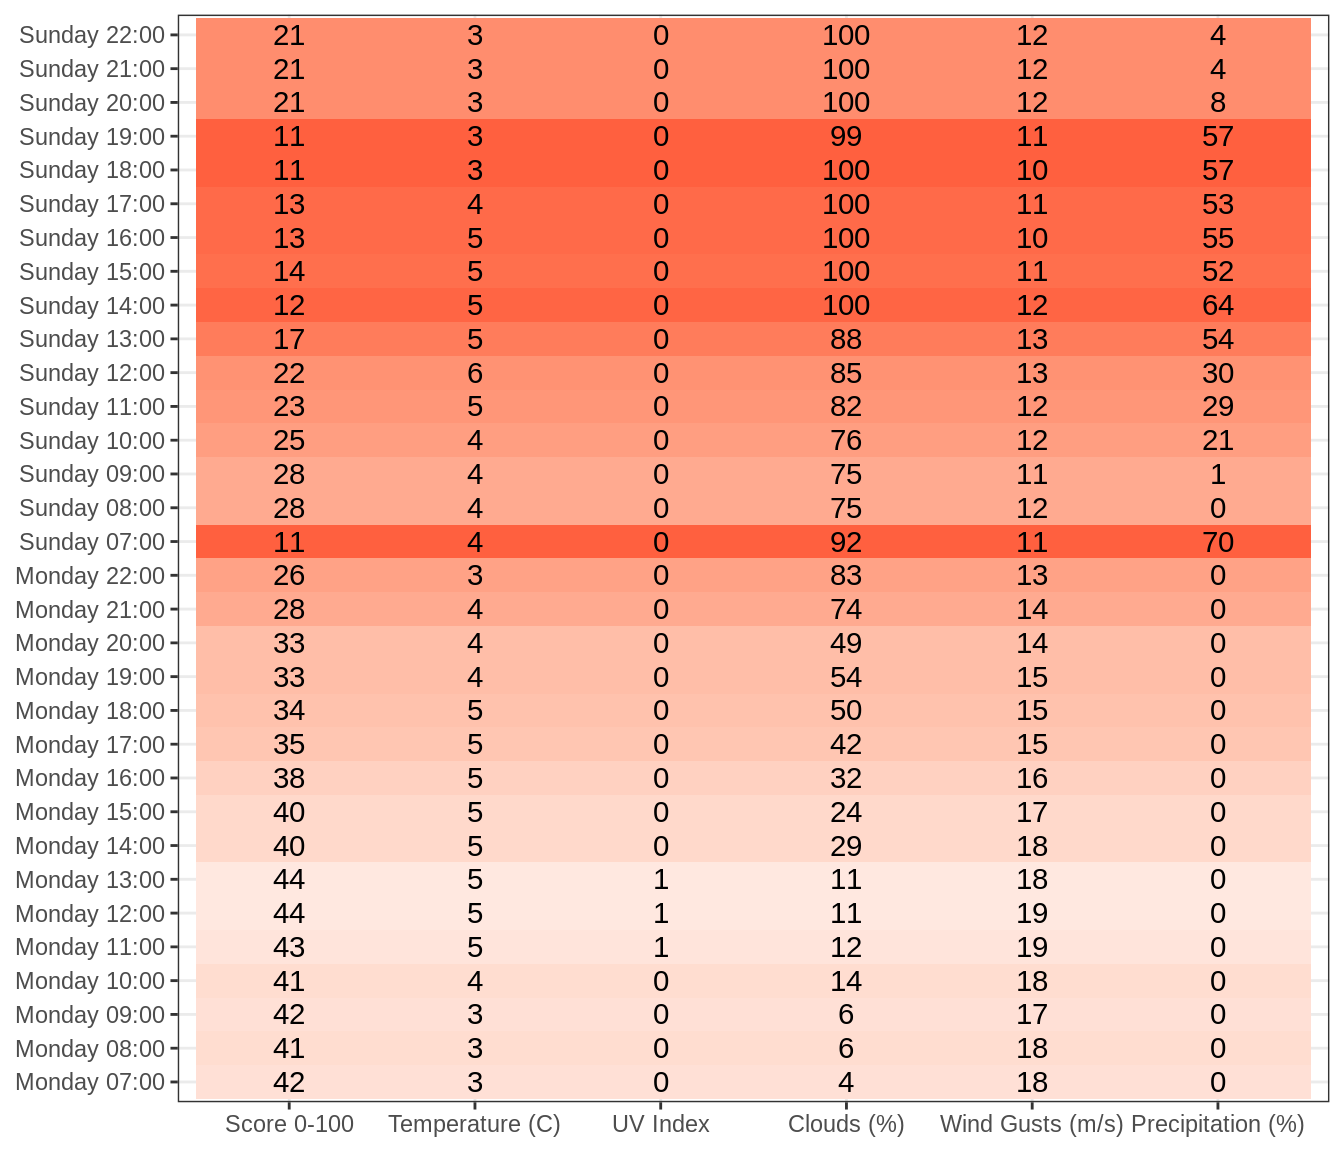 Sunday 22:00 21 3 0 100 12 4
Sunday 21:00 21 3 0 100 12 4
Sunday 20:00 21 3 0 100 12 8
Sunday 19:00 11 3 0 99 11 57
Sunday 18:00 11 3 0 100 10 57
Sunday 17:00 13 4 0 100 11 53
Sunday 16:00 13 5 0 100 10 55
Sunday 15:00 14 5 0 100 11 52
Sunday 14:00 12 5 0 100 12 64
Sunday 13:00 17 5 0 88 13 54
Sunday 12:00 22 6 0 85 13 30
Sunday 11:00 23 5 0 82 12 29
Sunday 10:00 25 4 0 76 12 21
Sunday 09:00 28 4 0 75 11 1
Sunday 08:00 28 4 0 75 12 0
Sunday 07:00 11 4 0 92 11 70
Monday 22:00 26 3 0 83 13 0
Monday 21:00 28 4 0 74 14 0
Monday 20:00 33 4 0 49 14 0
Monday 19:00 33 4 0 54 15 0
Monday 18:00 34 5 0 50 15 0
Monday 17:00 35 5 0 42 15 0
Monday 16:00 38 5 0 32 16 0
Monday 15:00 40 5 0 24 17 0
Monday 14:00 40 5 0 29 18 0
Monday 13:00 44 5 1 11 18 0
Monday 12:00 44 5 1 11 19 0
Monday 11:00 43 5 1 12 19 0
Monday 10:00 41 4 0 14 18 0
Monday 09:00 42 3 0 6 17 0
Monday 08:00 41 3 0 6 18 0
Monday 07:00 42 3 0 4 18 0
Score 0-100 Temperature (C) UV Index Clouds (%) Wind Gusts (m/s) Precipitation (%)